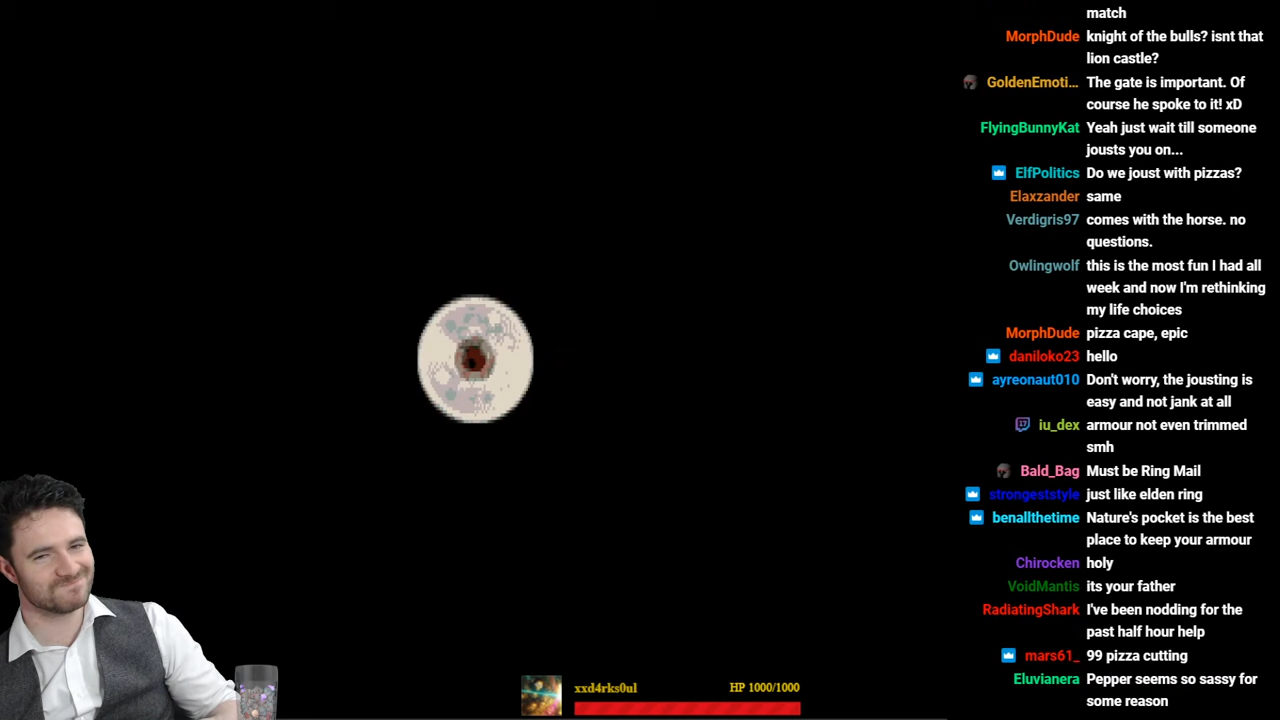 match
MorphDude knight of the bulls? isnt that
lion castle?
GoldenEmoti... The gate is important. Of
course he spoke to it! xD
FlyingBunnyKat Yeah just wait till someone
jousts you on...
ElfPolitics Do we joust with pizzas?
Elaxzander same
Verdigris97 comes with the horse. no
questions.
Owlingwolf this is the most fun I had all
week and now I'm rethinking
my life choices
MorphDude pizza cape, epic
daniloko23 hello
ayreonaut010 Don't worry, the jousting is
easy and not jank at all
17 iu_dex armour not even trimmed
smh
Bald_Bag Must be Ring Mail
strongeststyle just like elden ring
benallthetime Nature's pocket is the best
place to keep your armour
Chirocken holy
VoidMantis its your father
RadiatingShark I've been nodding for the
past half hour help
mars61_ 99 pizza cutting
Eluvianera Pepper seems so sassy for
some reason
xxd4rks0ul HP 1000/1000